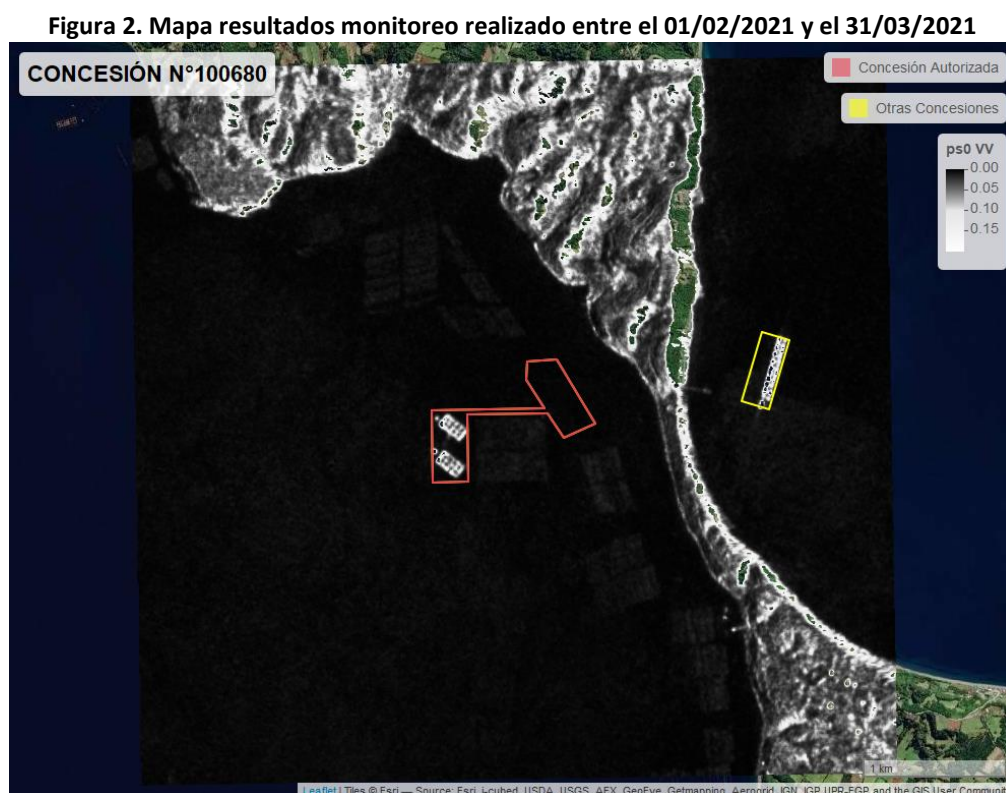 Figura 2. Mapa resultados monitoreo realizado entre el 01/02/2021 y el 31/03/2021
CONCESIÓN N°100680
Concesión Autorizada
Otras Concesiones
ps0 VV
0.00
0.05
0.10
0.15
1 km
Leaflet | Tiles © Esri — Source: Esri, i-cubed, USDA, USGS, AEX, GeoEye, Getmapping, Aerogrid, IGN, IGP, UPR-EGP, and the GIS User Commun